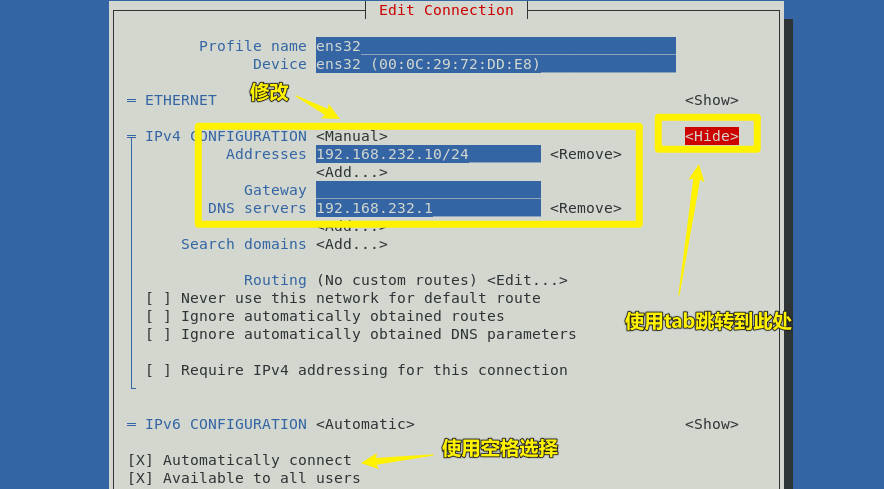 Edit Connection
Profile name ens32
Device ens32 (00:0C:29:72:DD:E8)
修改
═ ETHERNET <Show>
╤ IPv4 CONFIGURATION <Manual> <Hide>
Addresses 192.168.232.10/24 <Remove>
<Add...>
Gateway
DNS servers 192.168.232.1 <Remove>
<Add...>
Search domains <Add...>
Routing (No custom routes) <Edit...>
[ ] Never use this network for default route
[ ] Ignore automatically obtained routes
使用tab跳转到此处
[ ] Ignore automatically obtained DNS parameters
[ ] Require IPv4 addressing for this connection
═ IPv6 CONFIGURATION <Automatic> <Show>
使用空格选择
[X] Automatically connect
[X] Available to all users